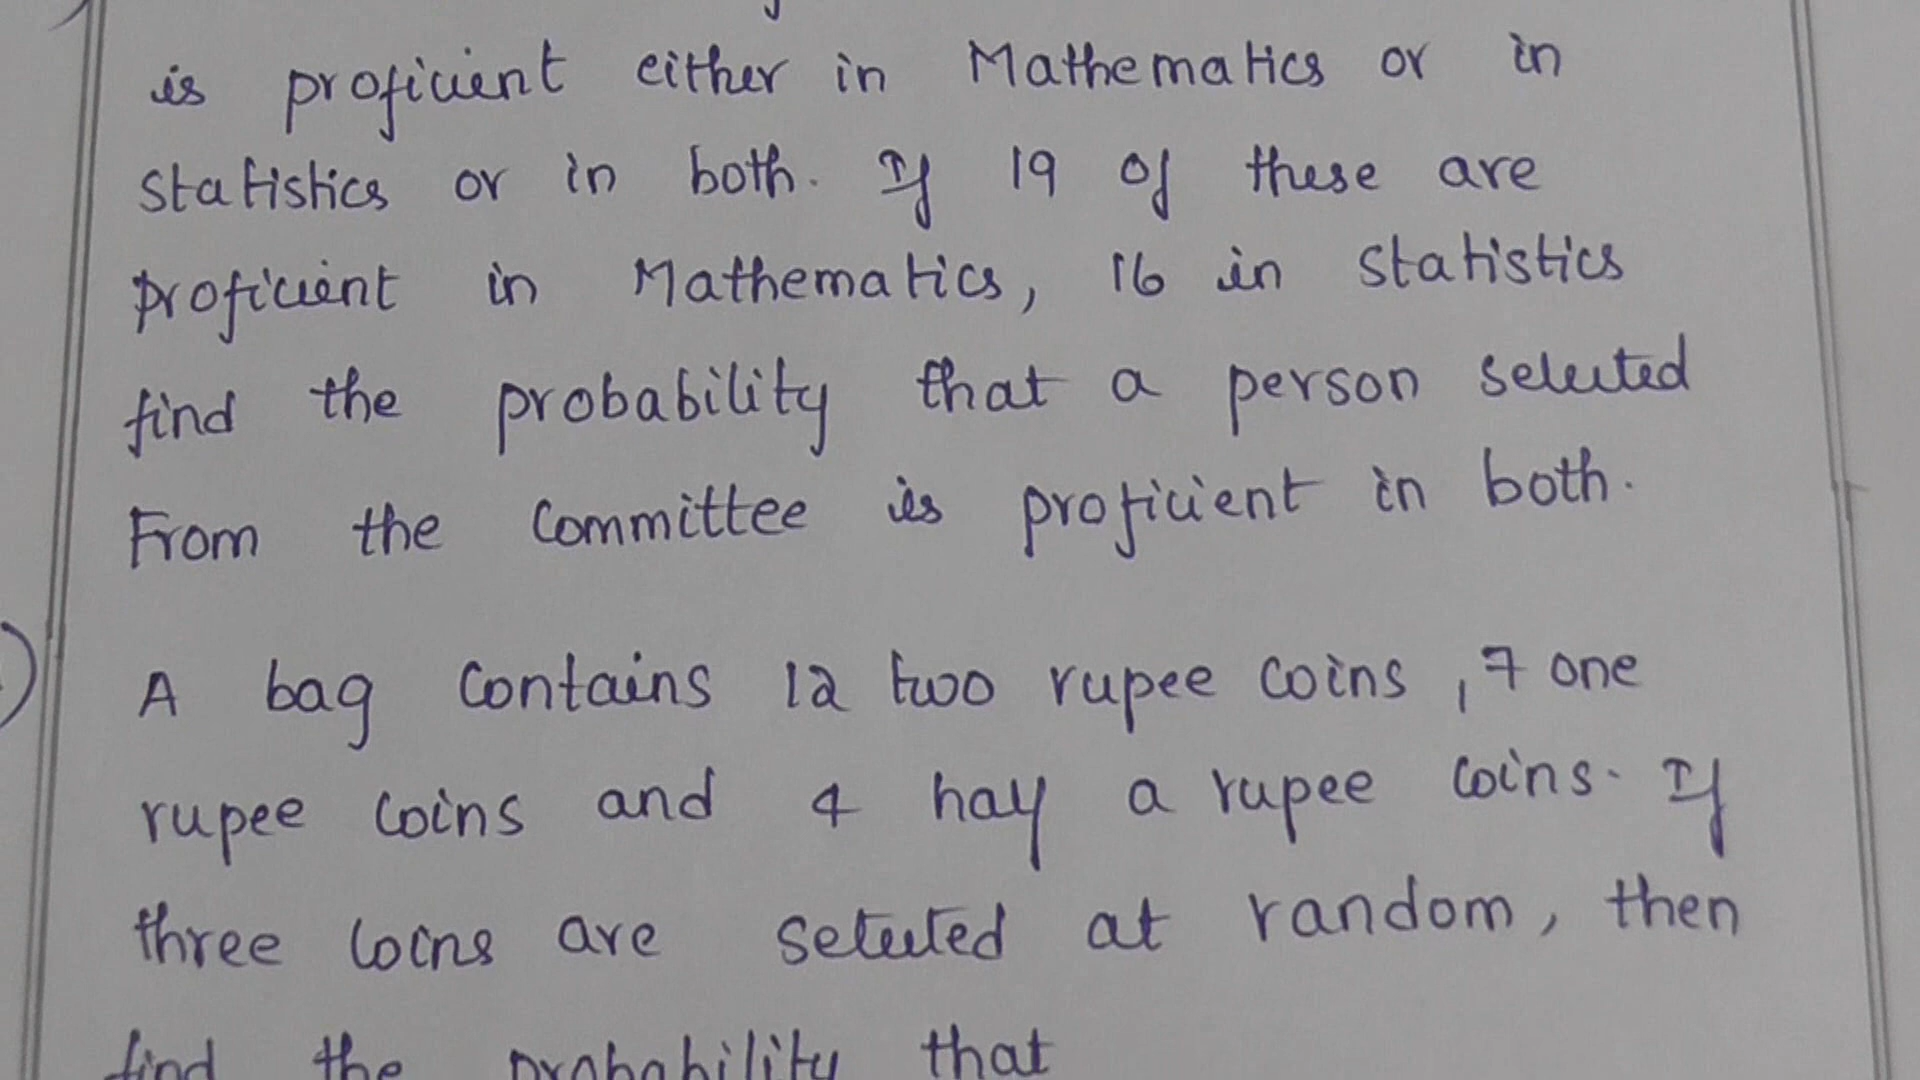 is proficient either in Mathematics or in
statistics or in both. If 19 of these are
proficient in Mathematics, 16 in statistics
find the probability that a person selected
From the Committee is proficient in both.
A bag contains 12 two rupee coins, 7 one
rupee coins and 4 half a rupee coins. If
three coins are selected at random, then
find the probability that